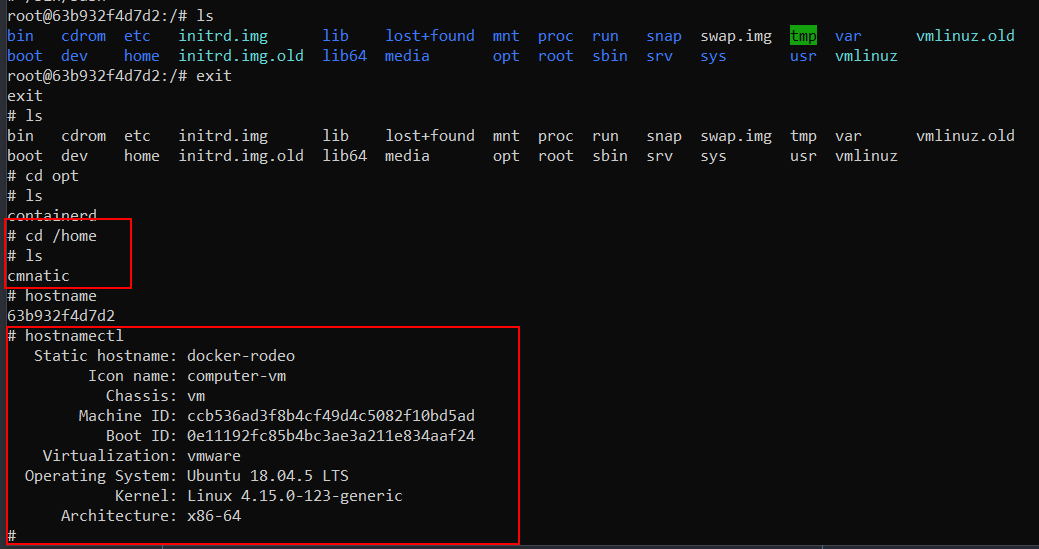 root@63b932f4d7d2:/# ls
bin   cdrom  etc   initrd.img      lib    lost+found  mnt  proc  run   snap  swap.img  tmp  var      vmlinuz.old
boot  dev    home  initrd.img.old  lib64  media       opt  root  sbin  srv   sys       usr  vmlinuz
root@63b932f4d7d2:/# exit
exit
# ls
bin   cdrom  etc   initrd.img      lib    lost+found  mnt  proc  run   snap  swap.img  tmp  var      vmlinuz.old
boot  dev    home  initrd.img.old  lib64  media       opt  root  sbin  srv   sys       usr  vmlinuz
# cd opt
# ls
containerd
# cd /home
# ls
cmnatic
# hostname
63b932f4d7d2
# hostnamectl
   Static hostname: docker-rodeo
         Icon name: computer-vm
           Chassis: vm
        Machine ID: ccb536ad3f8b4cf49d4c5082f10bd5ad
           Boot ID: 0e11192fc85b4bc3ae3a211e834aaf24
    Virtualization: vmware
  Operating System: Ubuntu 18.04.5 LTS
            Kernel: Linux 4.15.0-123-generic
      Architecture: x86-64
#